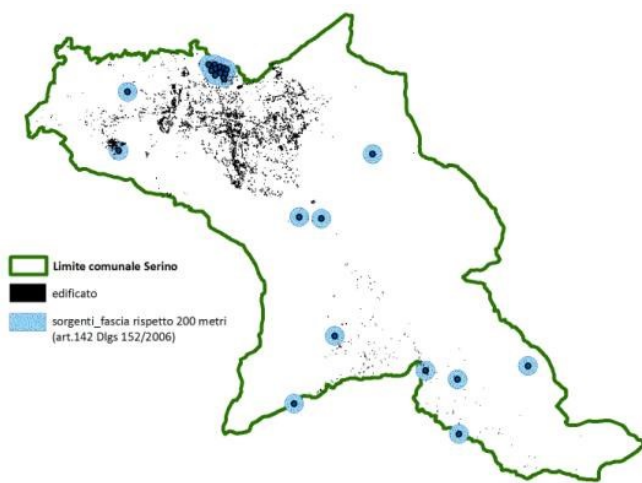 Limite comunale Serino
edificato
sorgenti_fascia rispetto 200 metri
(art.142 Dlgs 152/2006)